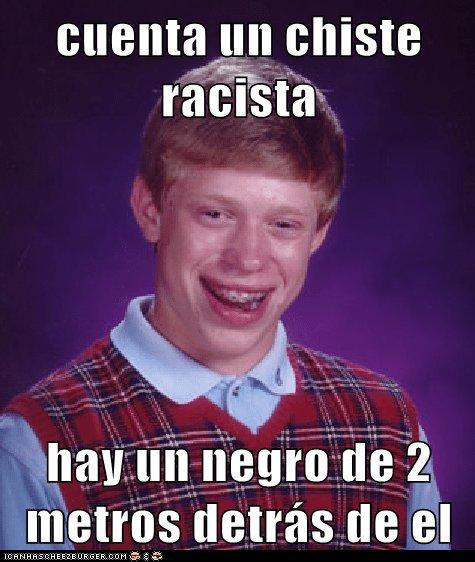 cuenta un chiste
racista
hay un negro de 2
metros detrás de el
ICANHASCHEEZBURGER.COM